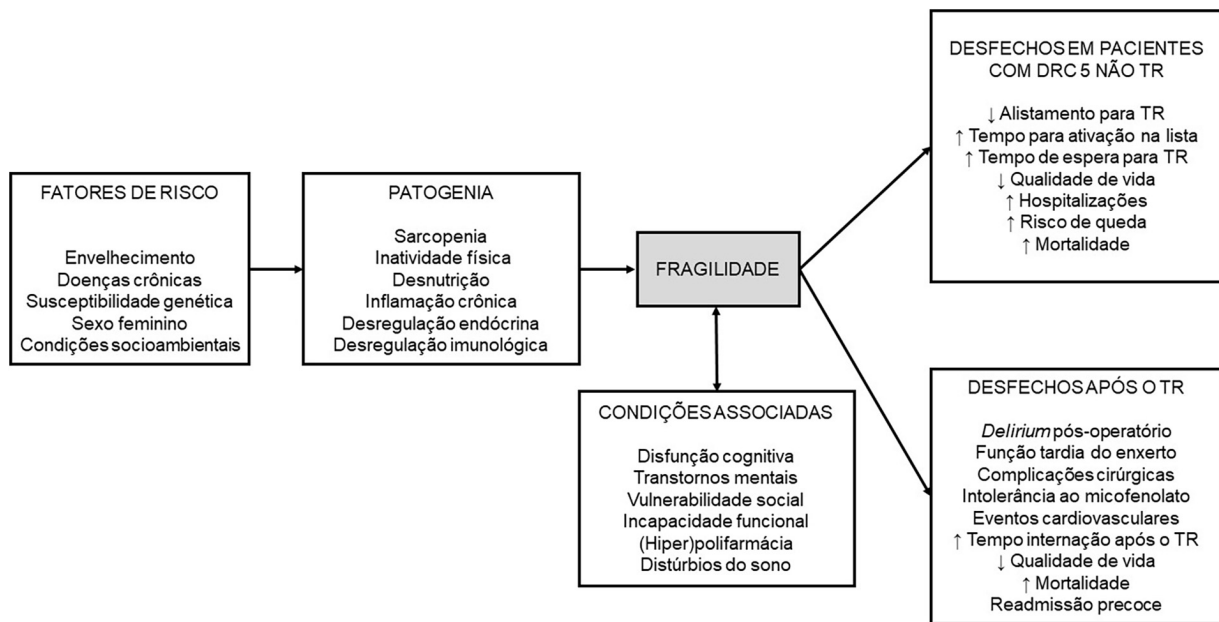 FATORES DE RISCO
Envelhecimento
Doenças crônicas
Susceptibilidade genética
Sexo feminino
Condições socioambientais
PATOGENIA
Sarcopenia
Inatividade física
Desnutrição
Inflamação crônica
Desregulação endócrina
Desregulação imunológica
FRAGILIDADE
CONDIÇÕES ASSOCIADAS
Disfunção cognitiva
Transtornos mentais
Vulnerabilidade social
Incapacidade funcional
(Hiper)polifarmácia
Distúrbios do sono
DESFECHOS EM PACIENTES
COM DRC 5 NÃO TR
↓ Alistamento para TR
↑ Tempo para ativação na lista
↑ Tempo de espera para TR
↓ Qualidade de vida
↑ Hospitalizações
↑ Risco de queda
↑ Mortalidade
DESFECHOS APÓS O TR
Delirium pós-operatório
Função tardia do enxerto
Complicações cirúrgicas
Intolerância ao micofenolato
Eventos cardiovasculares
↑ Tempo internação após o TR
↓ Qualidade de vida
↑ Mortalidade
Readmissão precoce